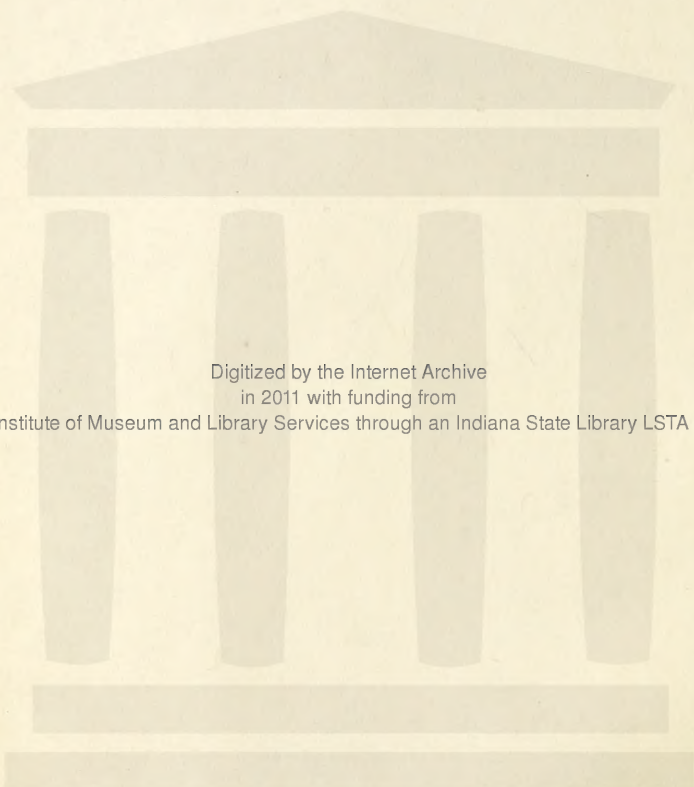 Digitized by the Internet Archive
in 2011 with funding from
nstitute of Museum and Library Services through an Indiana State Library LSTA